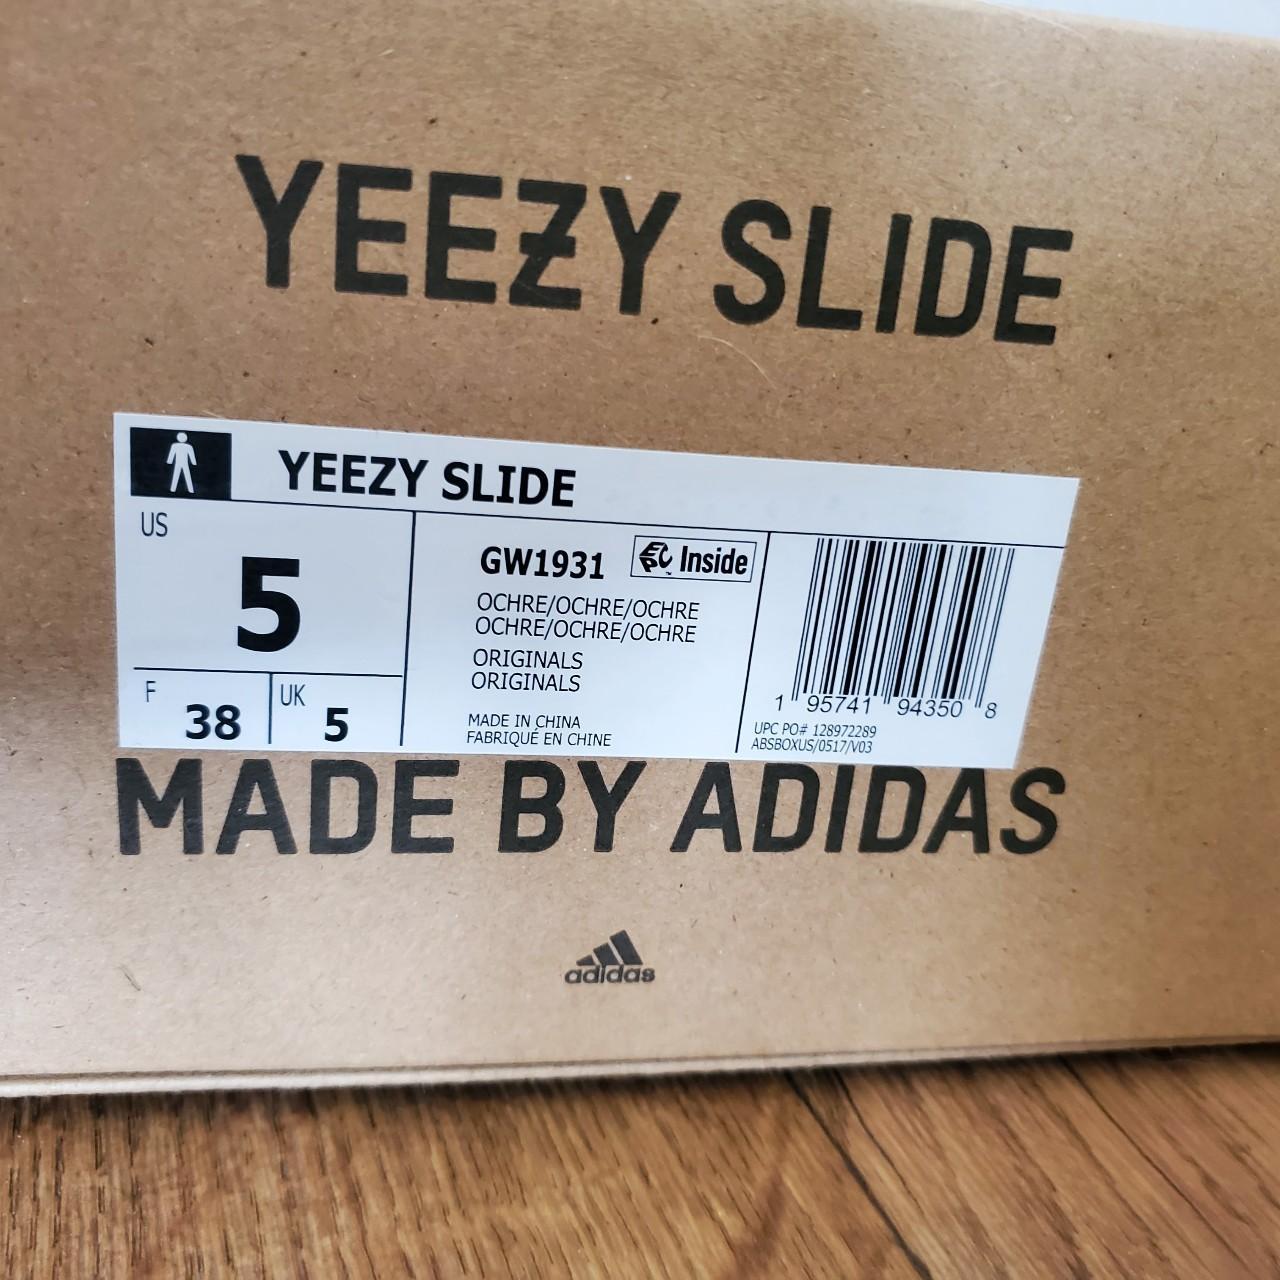 YEEZY SLIDE
YEEZY SLIDE
US
5
F
38
UK
5
GW1931
EPC Inside
OCHRE/OCHRE/OCHRE
OCHRE/OCHRE/OCHRE
ORIGINALS
ORIGINALS
MADE IN CHINA
FABRIQUÉ EN CHINE
1 95741 94350 8
UPC PO# 128972289
ABSBOXUS/0517/V03
MADE BY ADIDAS
adidas